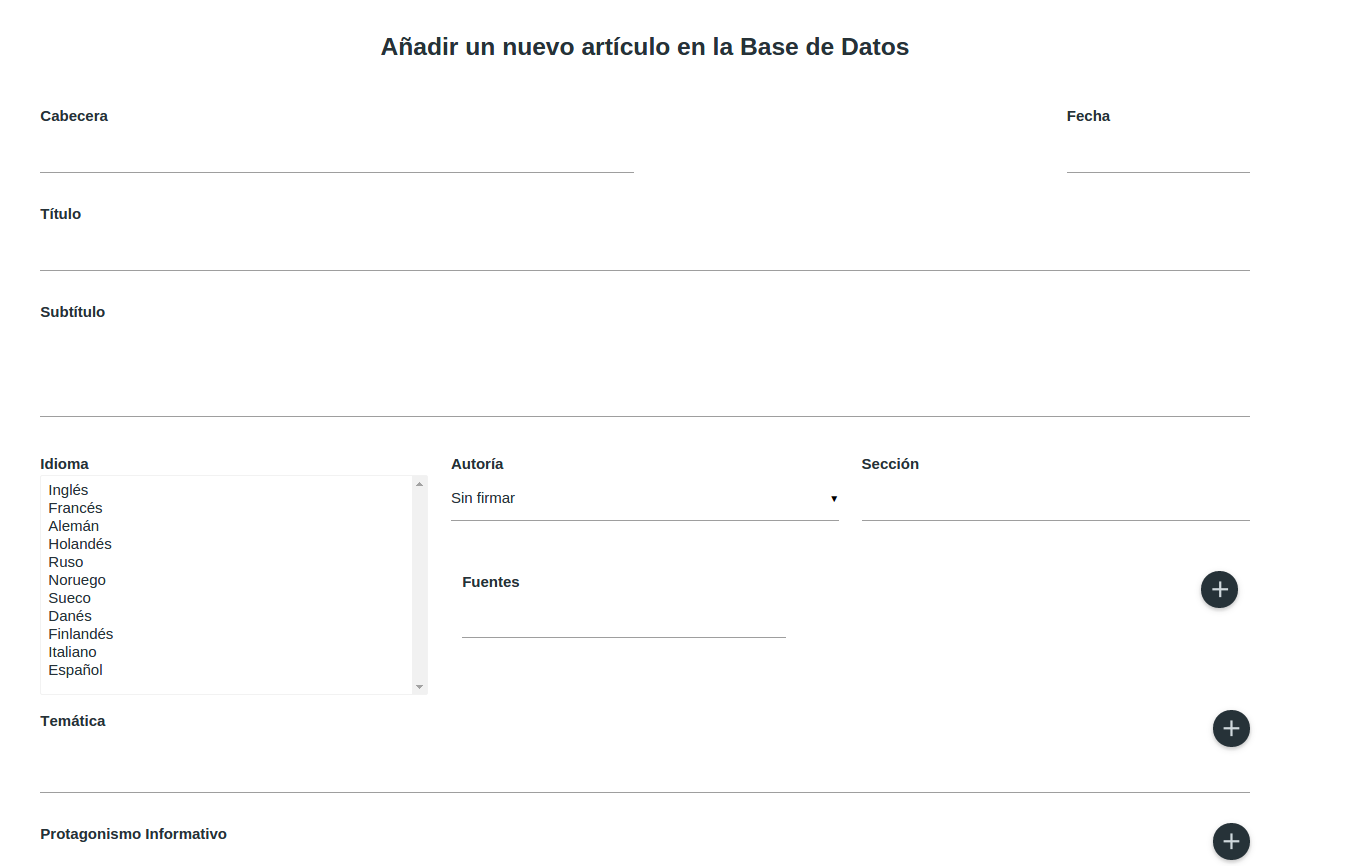 Añadir un nuevo artículo en la Base de Datos
Cabecera
Fecha
Título
Subtítulo
Idioma
Inglés
Francés
Alemán
Holandés
Ruso
Noruego
Sueco
Danés
Finlandés
Italiano
Español
Autoría
Sin firmar
Sección
Fuentes
Temática
Protagonismo Informativo